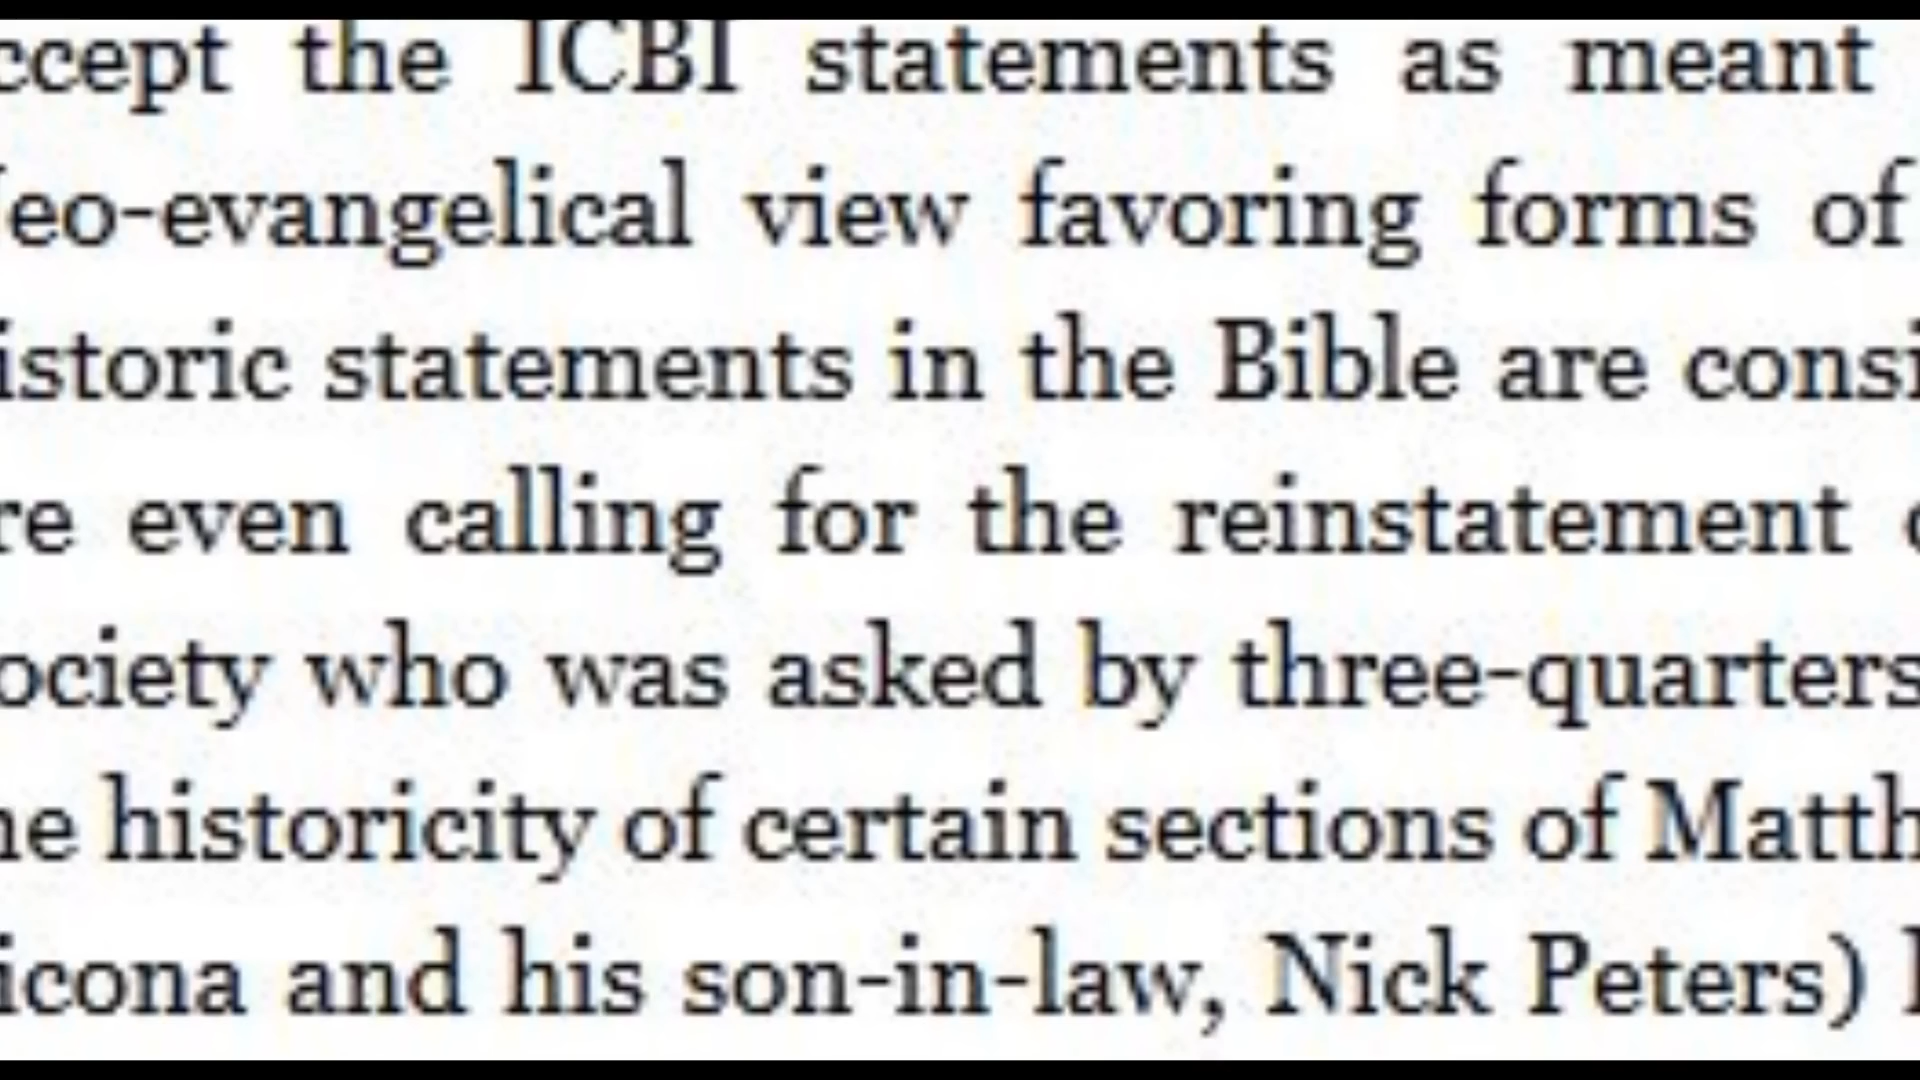 ccept the ICBI statements as meant
eo-evangelical view favoring forms of
istoric statements in the Bible are consi
re even calling for the reinstatement
ociety who was asked by three-quarters
he historicity of certain sections of Matth
icona and his son-in-law, Nick Peters)